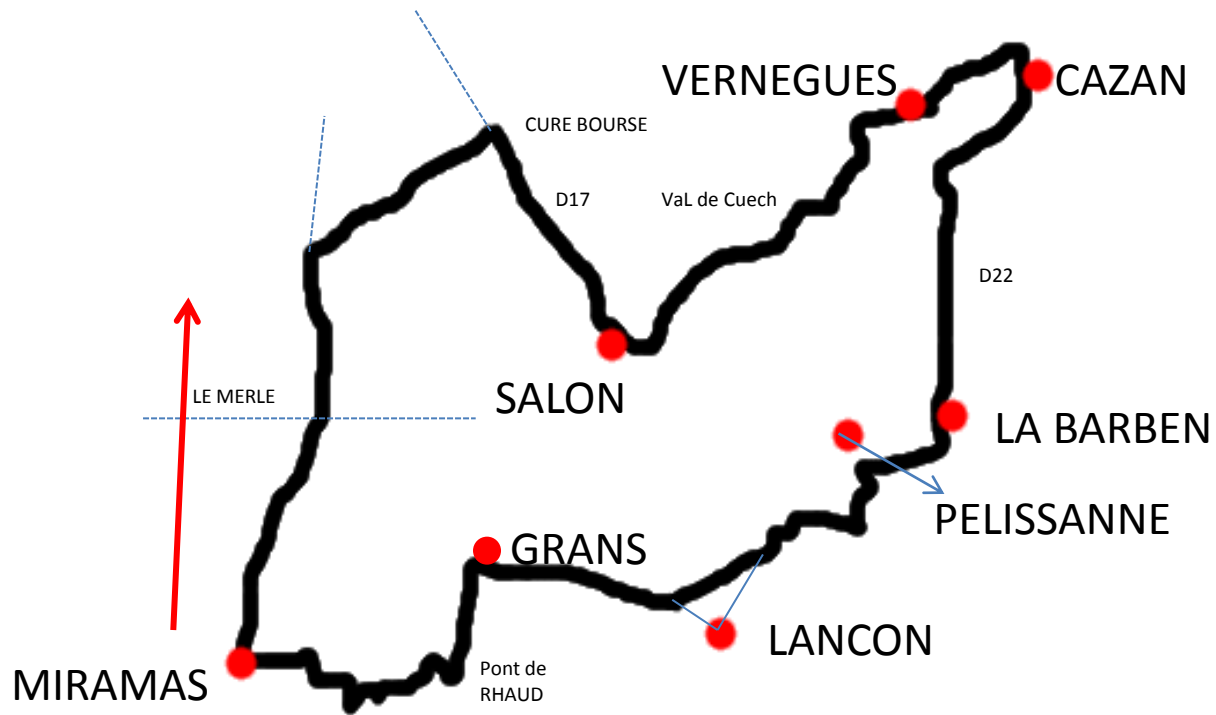 VERNEGUES
CAZAN
CURE BOURSE
D17
VaL de Cuech
D22
LE MERLE
SALON
LA BARBEN
PELISSANNE
GRANS
LANCON
MIRAMAS
Pont de
RHAUD